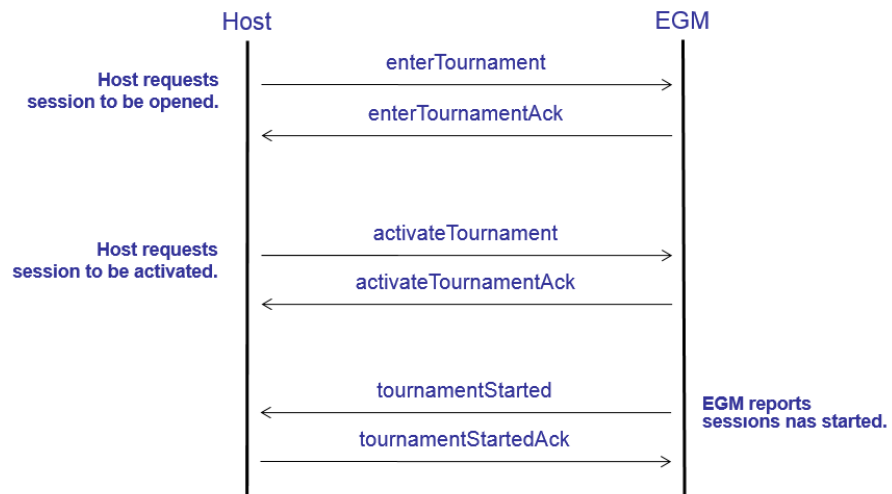 Host
EGM
enterTournament
Host requests
session to be opened.
enterTournamentAck
activateTournament
Host requests
session to be activated.
activateTournamentAck
tournamentStarted
EGM reports
sessions nas started.
tournamentStartedAck